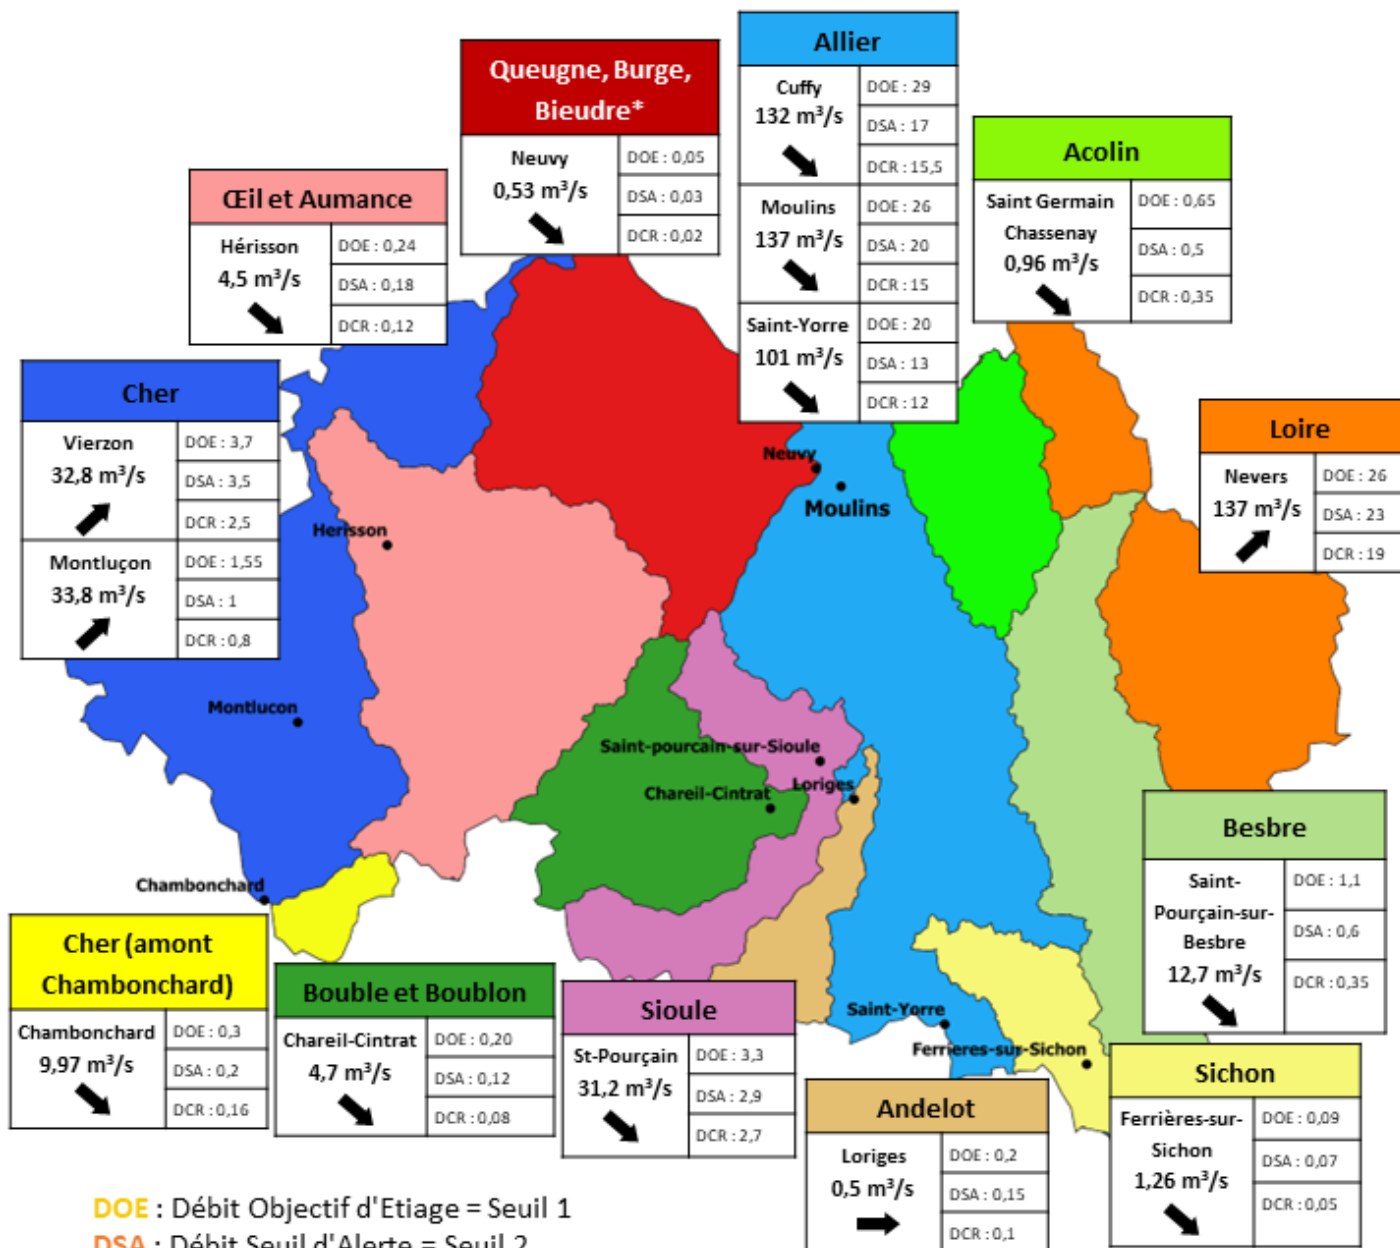 Allier
Cuffy
132 m³/s
DOE : 29
DSA : 17
DCR : 15,5
Moulins
137 m³/s
DOE : 26
DSA : 20
DCR : 15
Saint-Yorre
101 m³/s
DOE : 20
DSA : 13
DCR : 12
Queugne, Burge,
Bieudre*
Neuvy
0,53 m³/s
DOE : 0,05
DSA : 0,03
DCR : 0,02
Acolin
Saint Germain
Chassenay
0,96 m³/s
DOE : 0,65
DSA : 0,5
DCR : 0,35
Œil et Aumance
Hérisson
4,5 m³/s
DOE : 0,24
DSA : 0,18
DCR : 0,12
Cher
Vierzon
32,8 m³/s
DOE : 3,7
DSA : 3,5
DCR : 2,5
Montluçon
33,8 m³/s
DOE : 1,55
DSA : 1
DCR : 0,8
Loire
Nevers
137 m³/s
DOE : 26
DSA : 23
DCR : 19
Neuvy
Moulins
Herisson
Montlucon
Saint-pourcain-sur-Sioule
Chareil-Cintrat
Loriges
Chambonchard
Saint-Yorre
Ferrieres-sur-Sichon
Besbre
Saint-
Pourçain-sur-
Besbre
12,7 m³/s
DOE : 1,1
DSA : 0,6
DCR : 0,35
Cher (amont
Chambonchard)
Chambonchard
9,97 m³/s
DOE : 0,3
DSA : 0,2
DCR : 0,16
Bouble et Boublon
Chareil-Cintrat
4,7 m³/s
DOE : 0,20
DSA : 0,12
DCR : 0,08
Sioule
St-Pourçain
31,2 m³/s
DOE : 3,3
DSA : 2,9
DCR : 2,7
Andelot
Loriges
0,5 m³/s
DOE : 0,2
DSA : 0,15
DCR : 0,1
Sichon
Ferrières-sur-
Sichon
1,26 m³/s
DOE : 0,09
DSA : 0,07
DCR : 0,05
DOE : Débit Objectif d'Etiage = Seuil 1
DSA : Débit Seuil d'Alerte = Seuil 2